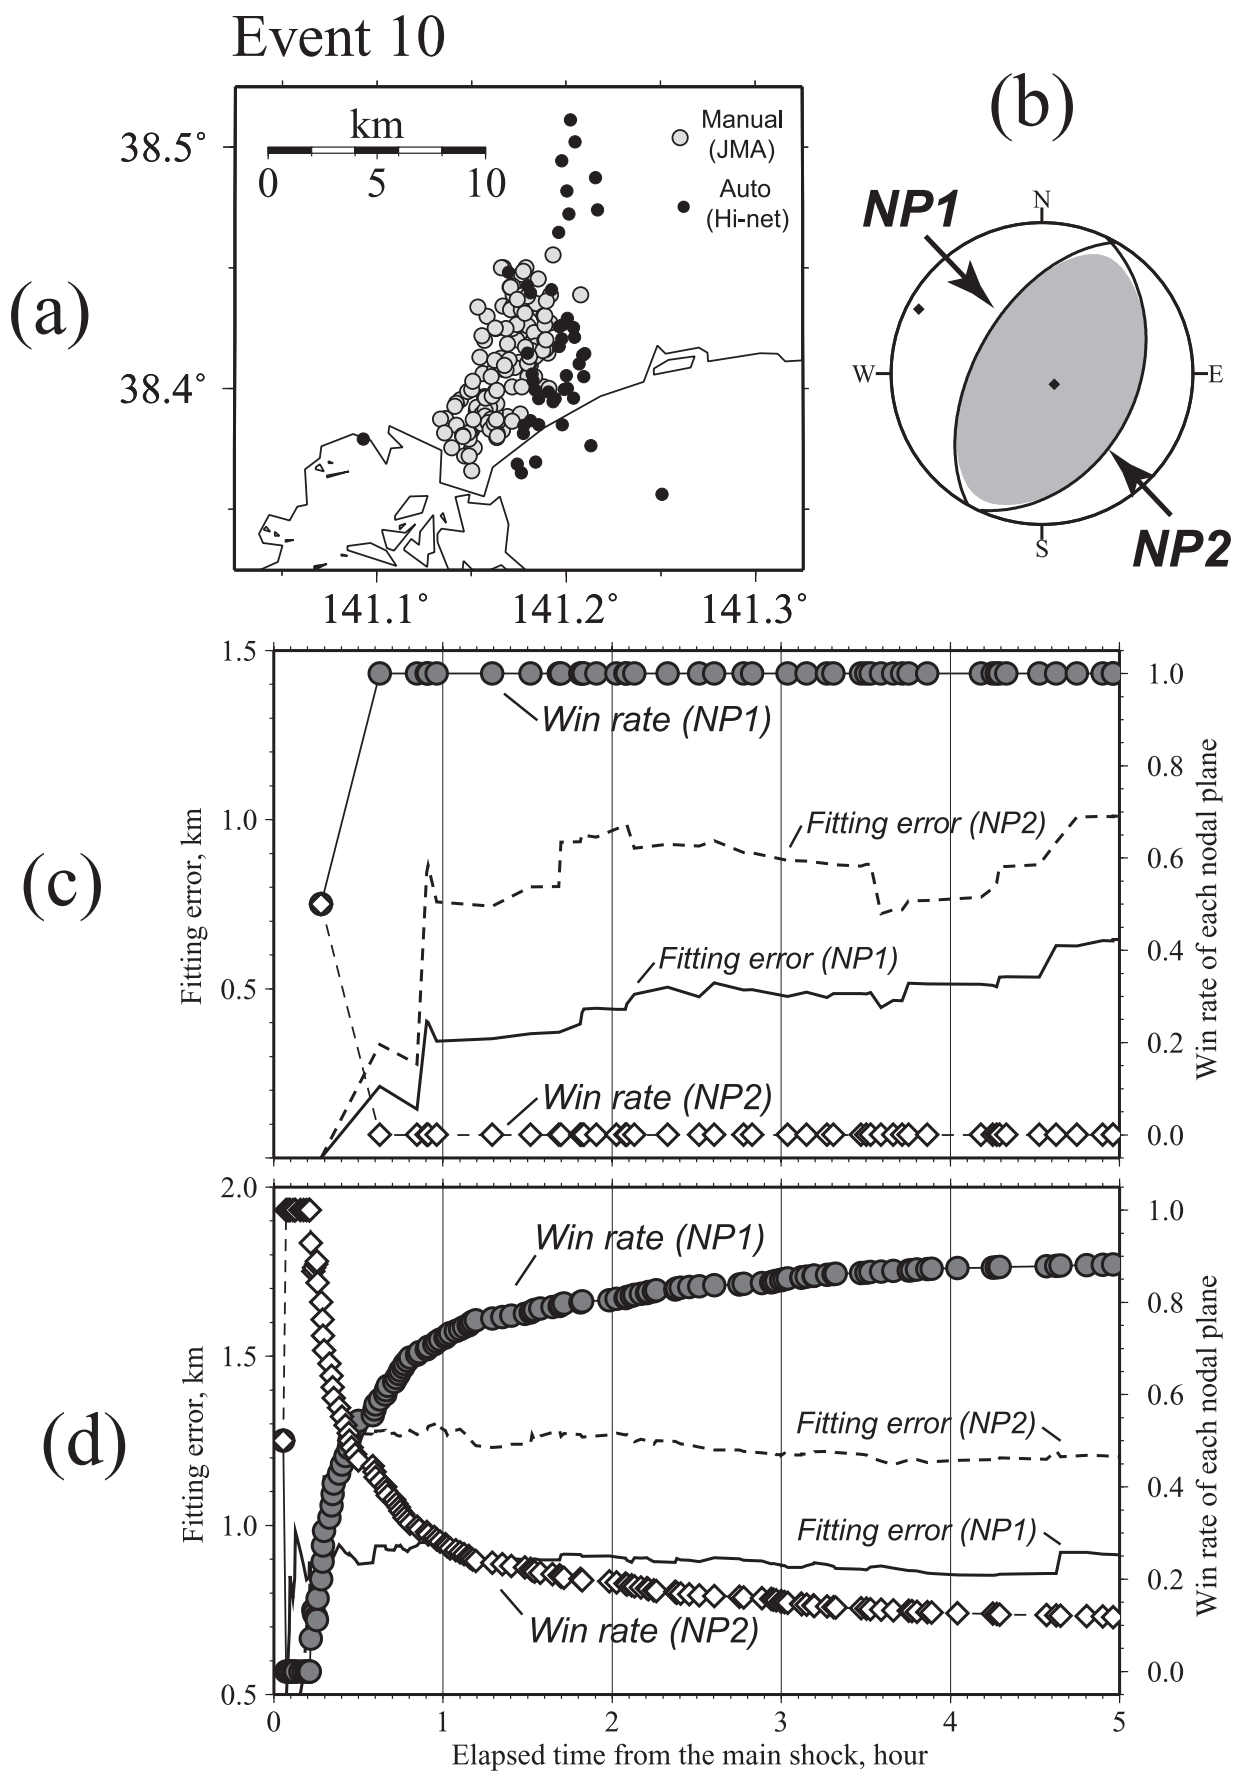 Event 10
(a)
38.5°
38.4°
km
0 5 10
Manual
(JMA)
Auto
(Hi-net)
141.1° 141.2° 141.3°
(b)
NP1
N
W
E
S
NP2
(c)
Fitting error, km
1.5
1.0
0.5
Win rate (NP1)
Fitting error (NP2)
Fitting error (NP1)
Win rate (NP2)
1.0
0.8
0.6
0.4
0.2
0.0
Win rate of each nodal plane
(d)
Fitting error, km
2.0
1.5
1.0
0.5
Win rate (NP1)
Fitting error (NP2)
Fitting error (NP1)
Win rate (NP2)
1.0
0.8
0.6
0.4
0.2
0.0
Win rate of each nodal plane
0 1 2 3 4 5
Elapsed time from the main shock, hour